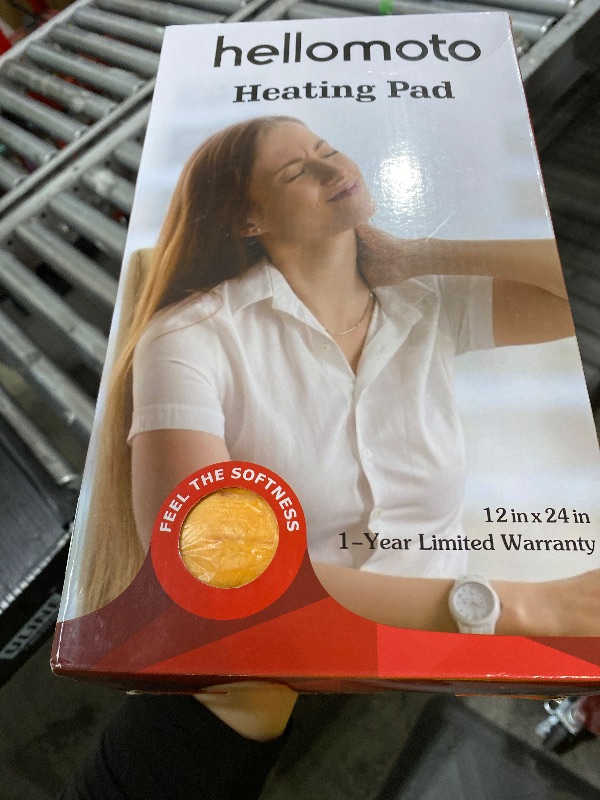 hellomoto
Heating Pad
FEEL THE SOFTNESS
12 in x 24 in
1-Year Limited Warranty